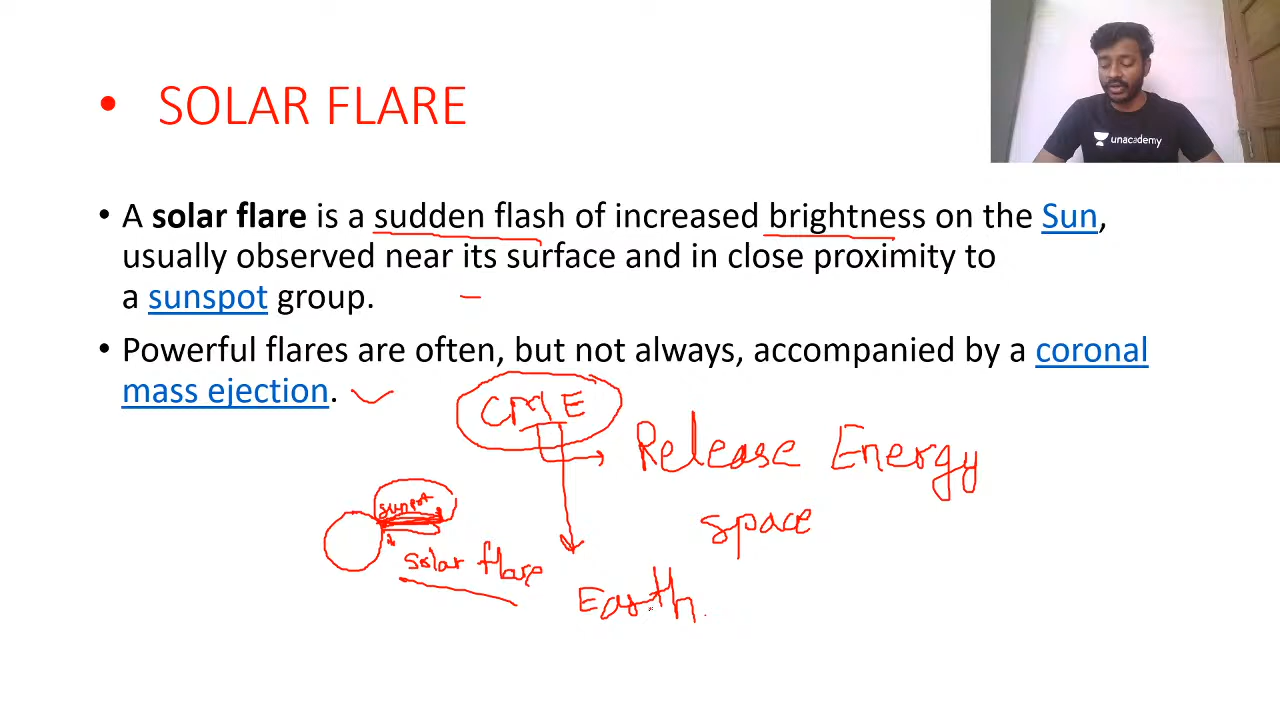 • SOLAR FLARE
unacademy
• A solar flare is a sudden flash of increased brightness on the Sun,
usually observed near its surface and in close proximity to
a sunspot group.
• Powerful flares are often, but not always, accompanied by a coronal
mass ejection.
CME
Release Energy
space
sunspot
solar flare
Earth.